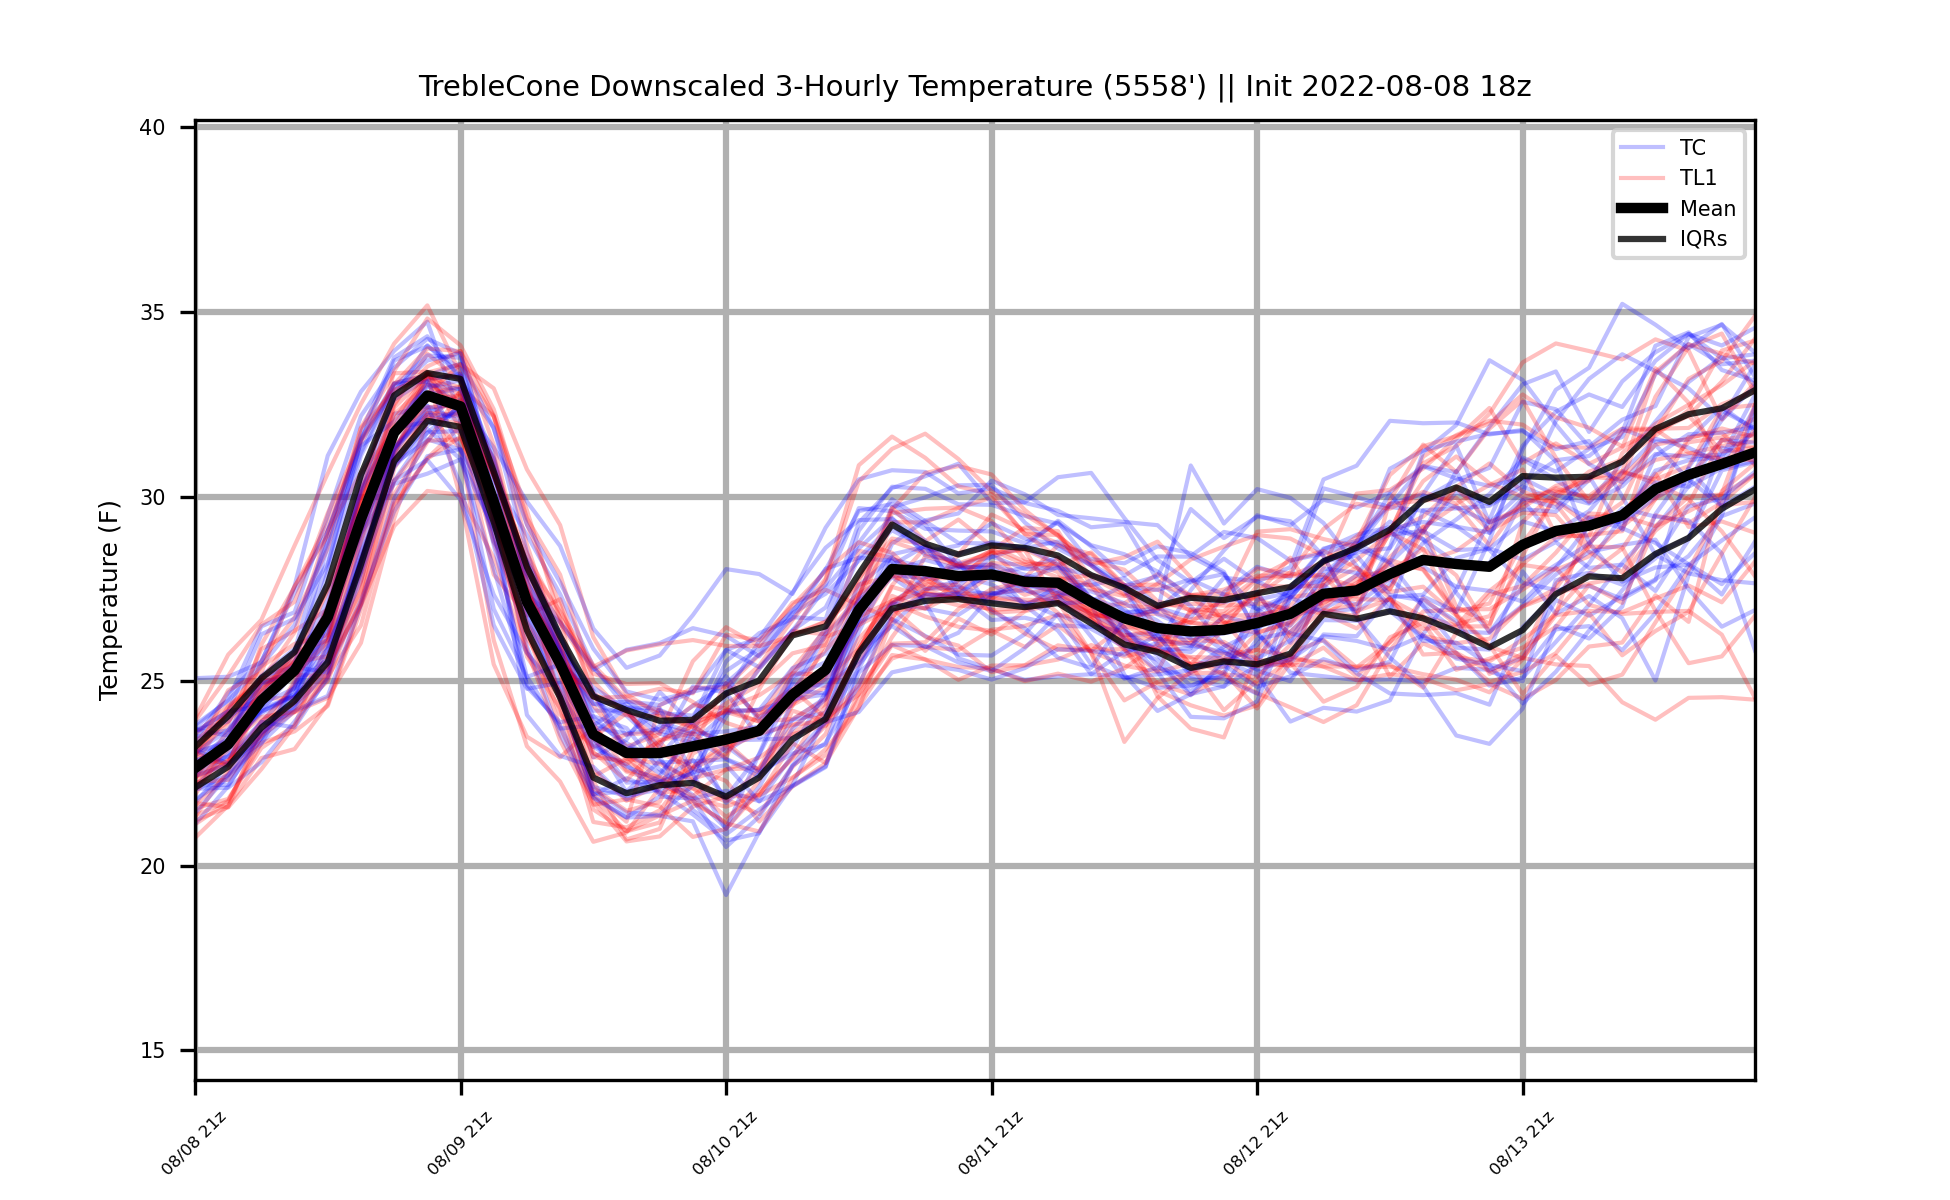 TrebleCone Downscaled 3-Hourly Temperature (5558') || Init 2022-08-08 18z
TC
TL1
Mean
IQRs
Temperature (F)
40
35
30
25
20
15
08/08 21z
08/09 21z
08/10 21z
08/11 21z
08/12 21z
08/13 21z